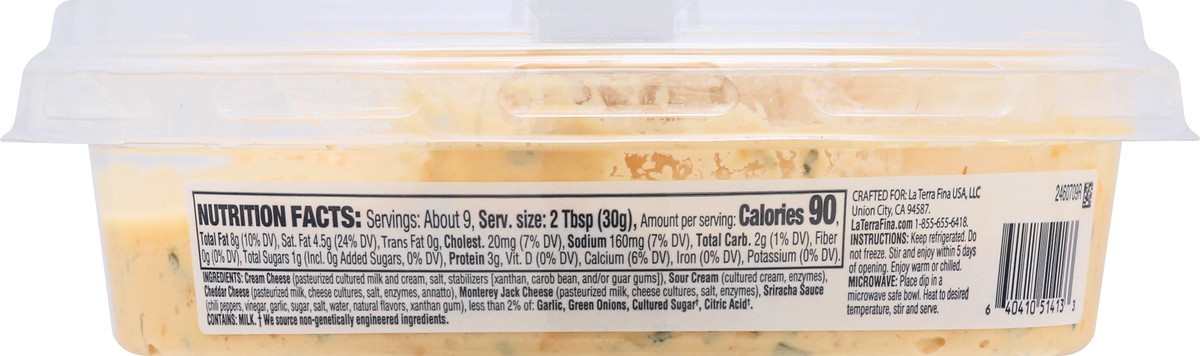 NUTRITION FACTS: Servings: About 9, Serv. size: 2 Tbsp (30g), Amount per serving: Calories 90,
Total Fat 8g (10% DV), Sat. Fat 4.5g (24% DV), Trans Fat 0g, Cholest. 20mg (7% DV), Sodium 160mg (7% DV), Total Carb. 2g (1% DV), Fiber
0g (0% DV), Total Sugars 1g (Incl. 0g Added Sugars, 0% DV), Protein 3g, Vit. D (0% DV), Calcium (6% DV), Iron (0% DV), Potassium (0% DV).
INGREDIENTS: Cream Cheese (pasteurized cultured milk and cream, salt, stabilizers [xanthan, carob bean, and/or guar gums]), Sour Cream (cultured cream, enzymes),
Cheddar Cheese (pasteurized milk, cheese cultures, salt, enzymes, annatto), Monterey Jack Cheese (pasteurized milk, cheese cultures, salt, enzymes), Sriracha Sauce
(chili peppers, vinegar, garlic, sugar, salt, water, natural flavors, xanthan gum), less than 2% of: Garlic, Green Onions, Cultured Sugar†, Citric Acid†.
CONTAINS: MILK. † We source non-genetically engineered ingredients.
CRAFTED FOR: La Terra Fina USA, LLC
Union City, CA 94587.
LaTerraFina.com 1-855-655-6418.
INSTRUCTIONS: Keep refrigerated. Do
not freeze. Stir and enjoy within 5 days
of opening. Enjoy warm or chilled.
MICROWAVE: Place dip in a
microwave safe bowl. Heat to desired
temperature, stir and serve.
2460709R
6 40410 51413 3